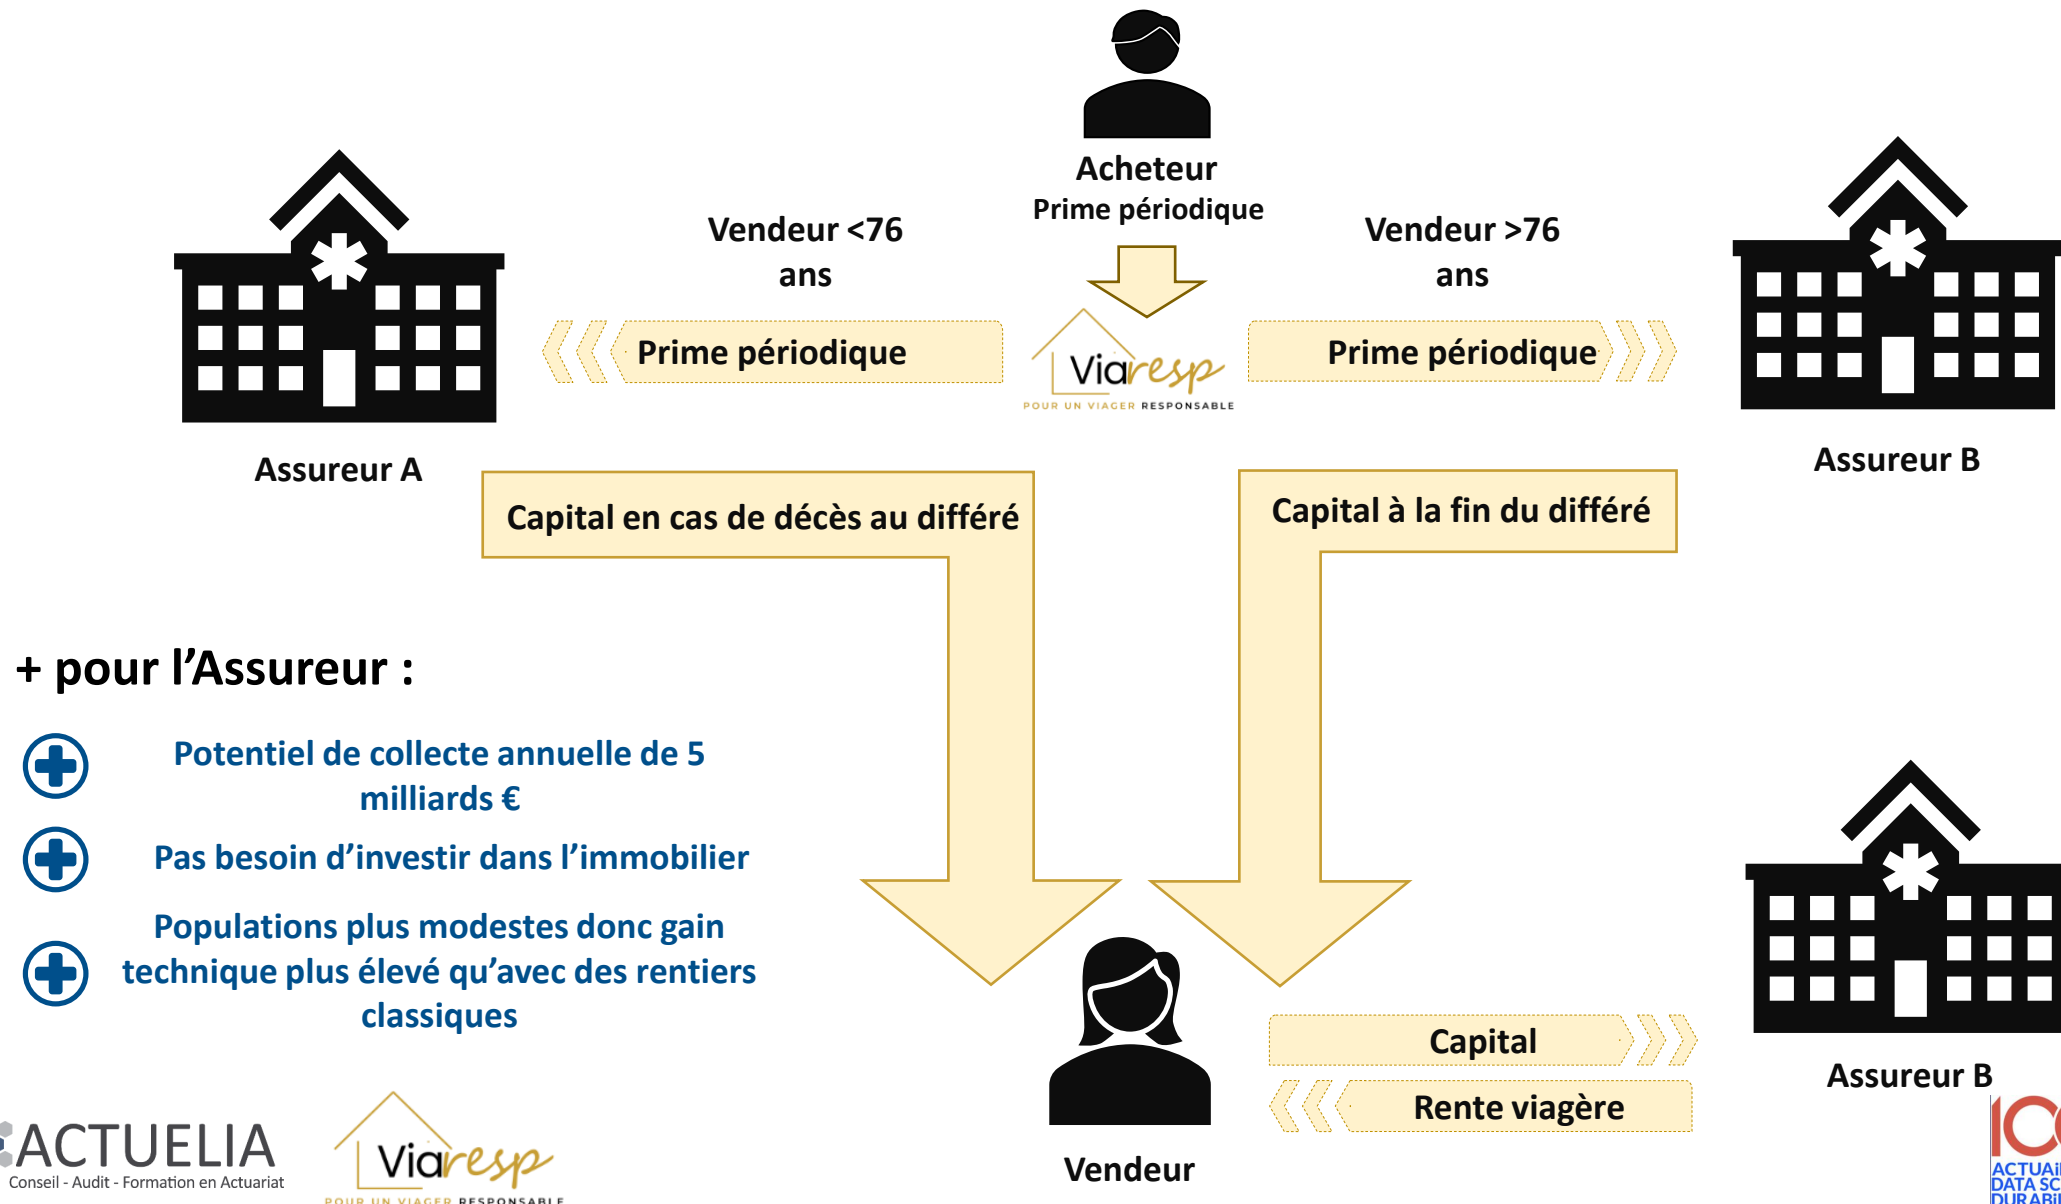 Acheteur
Prime périodique
Vendeur <76
ans
Vendeur >76
ans
Prime périodique
Viaresp
POUR UN VIAGER RESPONSABLE
Prime périodique
Assureur A
Assureur B
Capital en cas de décès au différé
Capital à la fin du différé
+ pour l'Assureur :
Potentiel de collecte annuelle de 5
milliards €
Pas besoin d'investir dans l'immobilier
Populations plus modestes donc gain
technique plus élevé qu'avec des rentiers
classiques
Capital
Rente viagère
Assureur B
Vendeur
ACTUELIA
Conseil - Audit - Formation en Actuariat
Viaresp
POUR UN VIAGER RESPONSABLE